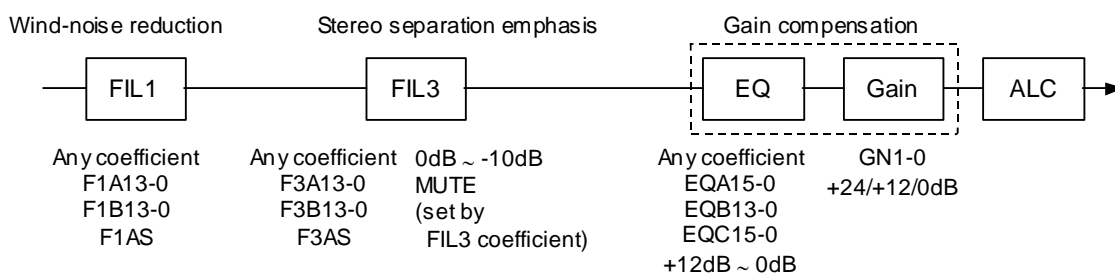 Wind-noise reduction
Stereo separation emphasis
Gain compensation
FIL1
FIL3
EQ
Gain
ALC
Any coefficient
F1A13-0
F1B13-0
F1AS
Any coefficient
F3A13-0
F3B13-0
F3AS
0dB ~ -10dB
MUTE
(set by
FIL3 coefficient)
Any coefficient
EQA15-0
EQB13-0
EQC15-0
+12dB ~ 0dB
GN1-0
+24/+12/0dB